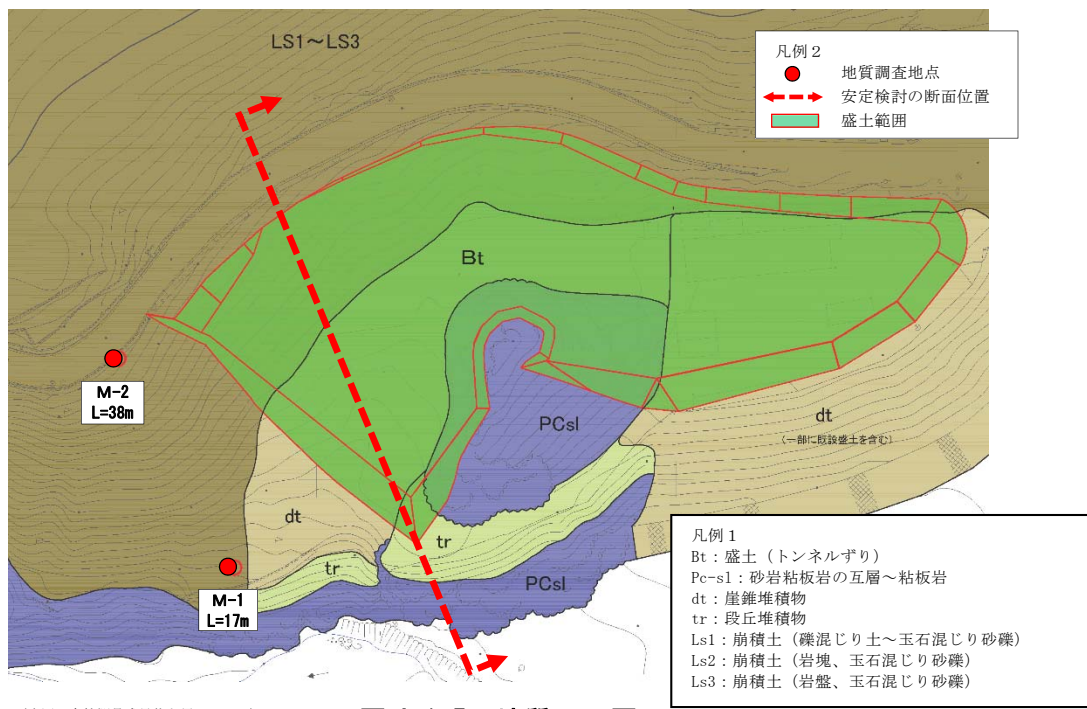 LS1～LS3
凡例２
地質調査地点
安定検討の断面位置
盛土範囲
Bt
M-2
L=38m
PCsl
dt
(一部に既設盛土を含む)
dt
tr
tr
PCsl
M-1
L=17m
凡例１
Bt：盛土（トンネルずり）
Pc-sl：砂岩粘板岩の互層～粘板岩
dt：崖錐堆積物
tr：段丘堆積物
Ls1：崩積土（礫混じり土～玉石混じり砂礫）
Ls2：崩積土（岩塊、玉石混じり砂礫）
Ls3：崩積土（岩盤、玉石混じり砂礫）